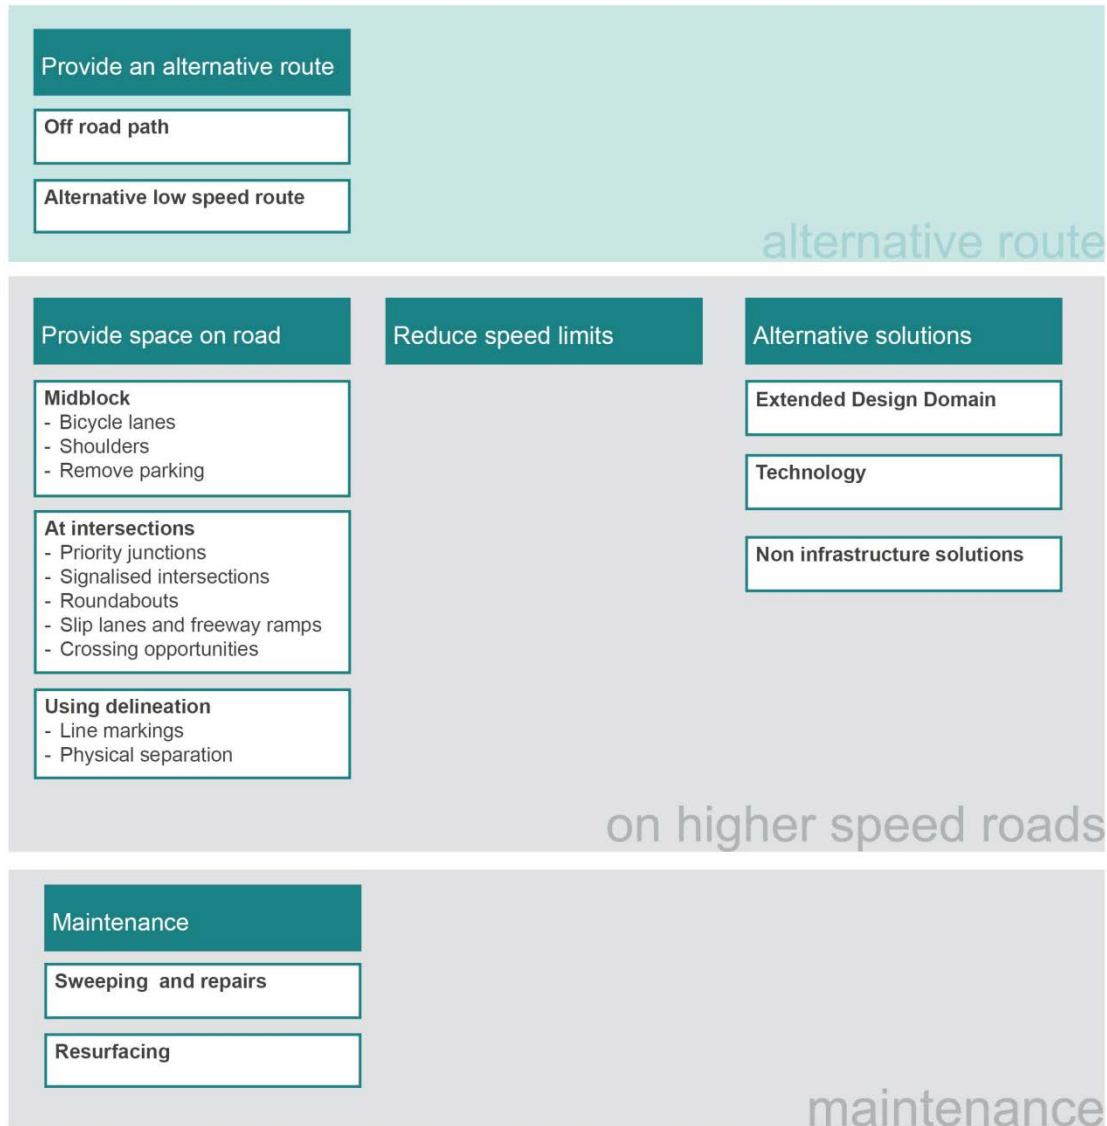 Provide an alternative route
Off road path
Alternative low speed route
alternative route
Provide space on road
Midblock
- Bicycle lanes
- Shoulders
- Remove parking
At intersections
- Priority junctions
- Signalised intersections
- Roundabouts
- Slip lanes and freeway ramps
- Crossing opportunities
Using delineation
- Line markings
- Physical separation
Reduce speed limits
Alternative solutions
Extended Design Domain
Technology
Non infrastructure solutions
on higher speed roads
Maintenance
Sweeping  and repairs
Resurfacing
maintenance